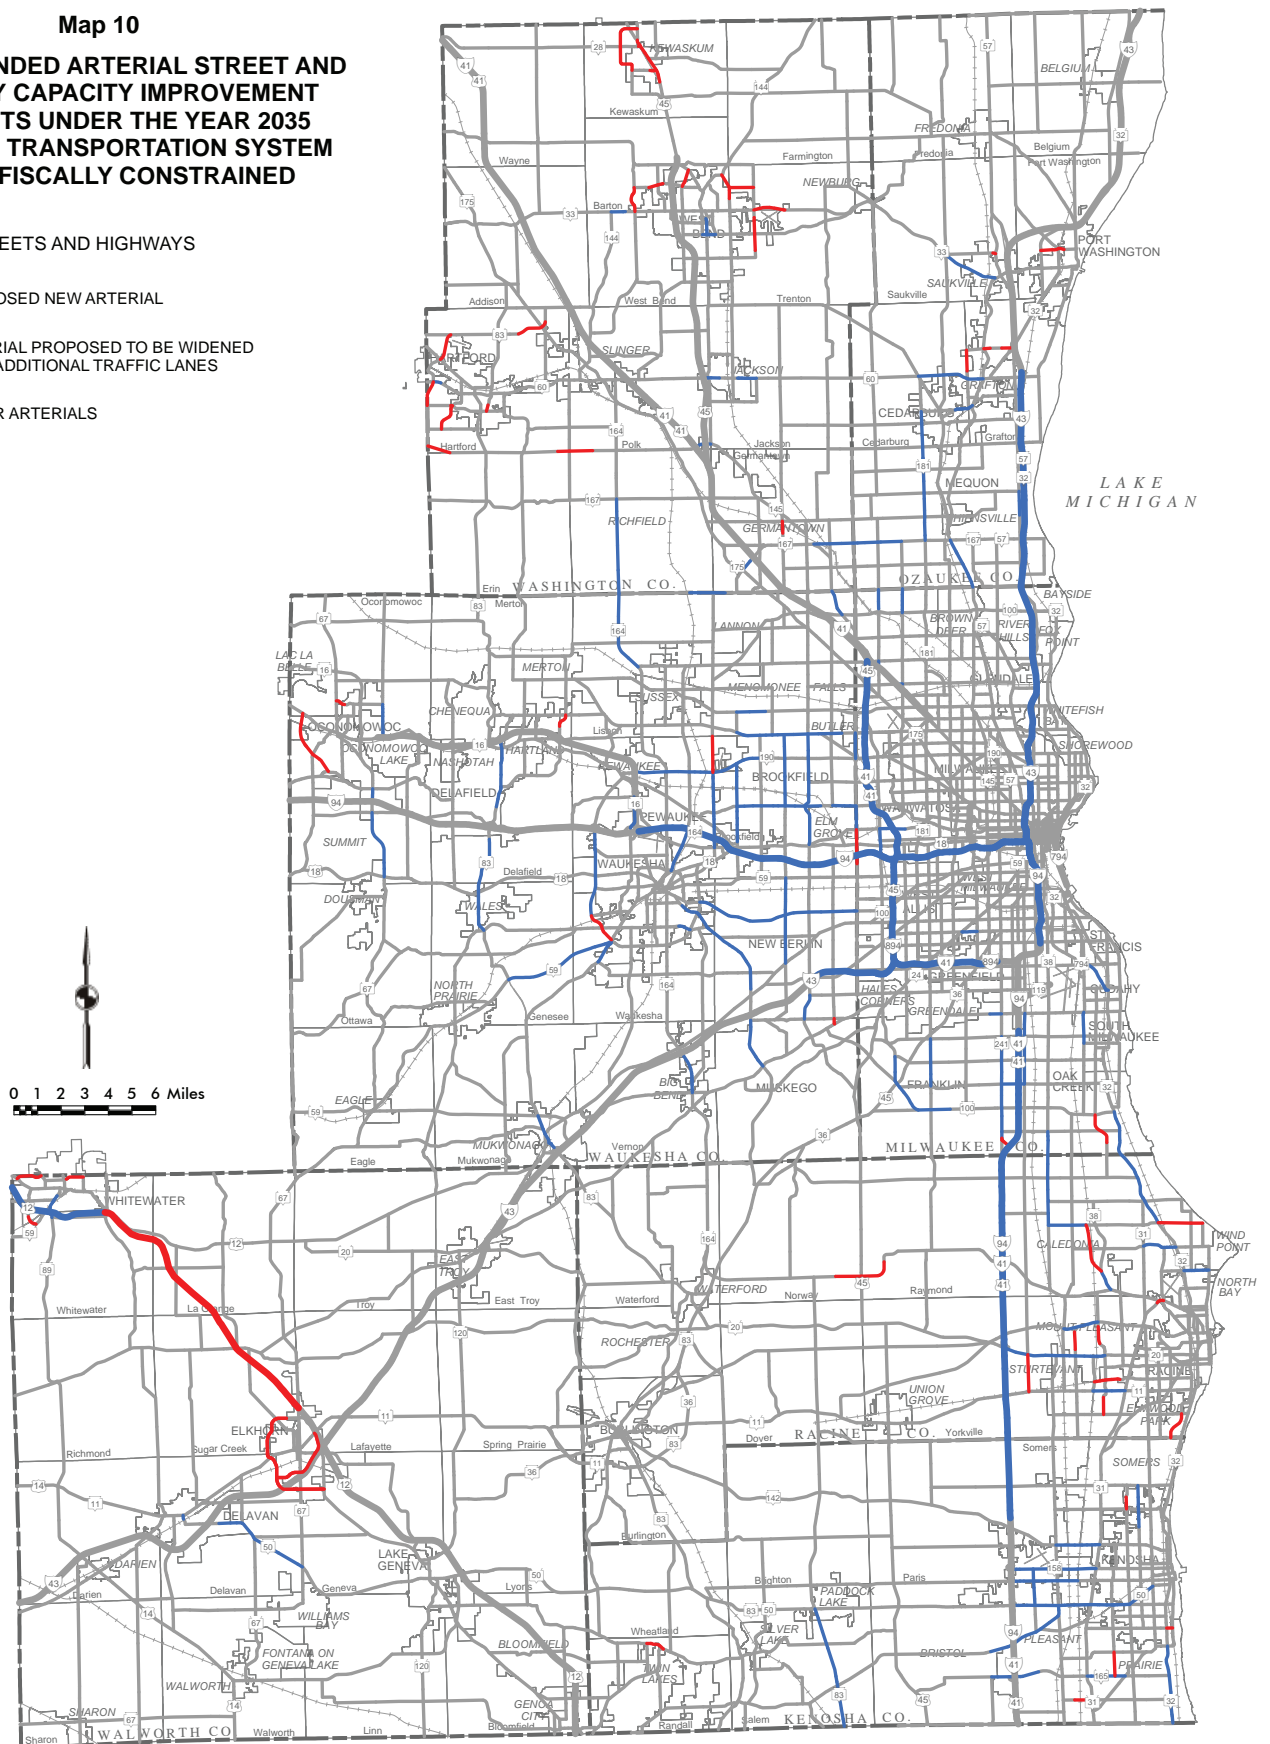 Map 10
NDED ARTERIAL STREET AND
Y CAPACITY IMPROVEMENT
TS UNDER THE YEAR 2035
TRANSPORTATION SYSTEM
FISCALLY CONSTRAINED
EETS AND HIGHWAYS
OSED NEW ARTERIAL
RIAL PROPOSED TO BE WIDENED
ADDITIONAL TRAFFIC LANES
R ARTERIALS
KEWASKUM
Kewaskum
BELGIUM
FREDONIA
Fredonia
Belgium
Port Washington
Wayne
Farmington
NEWBURG
Barton
WEST
BEND
PORT
WASHINGTON
SAUKVILLE
Saukville
Addison
West Bend
Trenton
HARTFORD
SLINGER
JACKSON
GRAFTON
CEDARBURG
Hartford
Polk
Jackson
Germantown
Cedarburg
Grafton
MEQUON
THIENSVILLE
LAKE
MICHIGAN
RICHFIELD
GERMANTOWN
Erin
WASHINGTON CO.
OZAUKEE CO.
Oconomowoc
Merton
BAYSIDE
BROWN
DEER
RIVER
HILLS
FOX
POINT
LANNON
LAC LA
BELLE
MERTON
SUSSEX
MENOMONEE FALLS
GLENDALE
CHENEQUA
OCONOMOWOC
Lisbon
BUTLER
WHITEFISH
BAY
SHOREWOOD
OCONOMOWOC
LAKE
NASHOTAH
HARTLAND
PEWAUKEE
BROOKFIELD
MILWAUKEE
DELAFIELD
PEWAUKEE
WAUWATOSA
ELM
GROVE
Brookfield
SUMMIT
WAUKESHA
Delafield
WEST
MILWAUKEE
DOUSMAN
WALES
ALLIS
NEW BERLIN
ST.
FRANCIS
GREENFIELD
NORTH
PRAIRIE
HALES
CORNERS
GREENDALE
CUDAHY
Ottawa
Genesee
Waukesha
SOUTH
MILWAUKEE
BIG
BEND
MUSKEGO
FRANKLIN
OAK
CREEK
0 1 2 3 4 5 6 Miles
EAGLE
MUKWONAGO
Vernon
Eagle
Mukwonago
WAUKESHA CO.
MILWAUKEE CO.
WHITEWATER
EAST
TROY
CALEDONIA
WIND
POINT
NORTH
BAY
WATERFORD
Whitewater
La Grange
Troy
East Troy
Waterford
Norway
Raymond
ROCHESTER
MOUNT PLEASANT
STURTEVANT
RACINE
UNION
GROVE
ELMWOOD
PARK
ELKHORN
BURLINGTON
Dover
RACINE CO.
Yorkville
Richmond
Sugar Creek
Lafayette
Spring Prairie
Somers
SOMERS
DELAVAN
Burlington
DARIEN
LAKE
GENEVA
KENOSHA
Darien
Delavan
Geneva
Lyons
Brighton
Paris
PADDOCK
LAKE
WILLIAMS
BAY
Wheatland
SILVER
LAKE
BLOOMFIELD
BRISTOL
PLEASANT
PRAIRIE
FONTANA ON
GENEVA LAKE
TWIN
LAKES
WALWORTH
GENOA
CITY
SHARON
WALWORTH CO.
Walworth
Linn
Bloomfield
Randall
Salem
KENOSHA CO.
Sharon